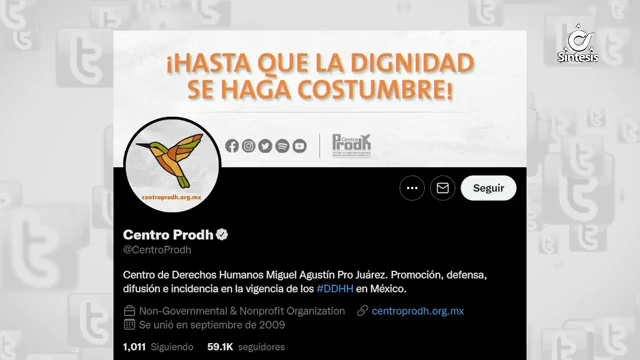 ¡HASTA QUE LA DIGNIDAD
SE HAGA COSTUMBRE!
Síntesis
Centro
Prodh
centroprodh.org.mx
Seguir
Centro Prodh
@CentroProdh
Centro de Derechos Humanos Miguel Agustín Pro Juárez. Promoción, defensa,
difusión e incidencia en la vigencia de los #DDHH en México.
Non-Governmental & Nonprofit Organization centroprodh.org.mx
Se unió en septiembre de 2009
1,011 Siguiendo 59.1K seguidores